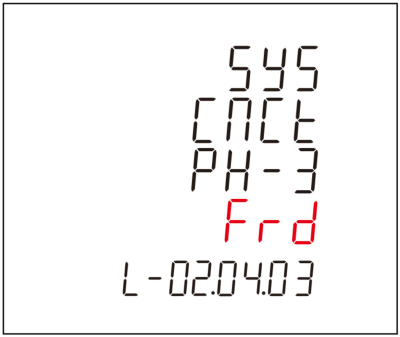 SYS
CnCt
PH-3
Frd
L-02.04.03